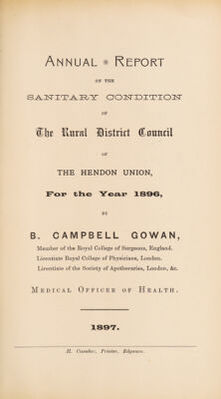 ANNUAL REPORT
ON THE
SANITARY CONDITION
OF
The Rural District Council
OF
THE HENDON UNION,
For the Year 1896,
BY
B. CAMPBELL GOWAN,
Member of the Royal College of Surgeons, England.
Licentiate Royal College of Physicians, London.
Licentiate of the Society of Apothecaries, London, &c.
MEDICAL OFFICER OF HEALTH.
1897.
Printer, Edgware.